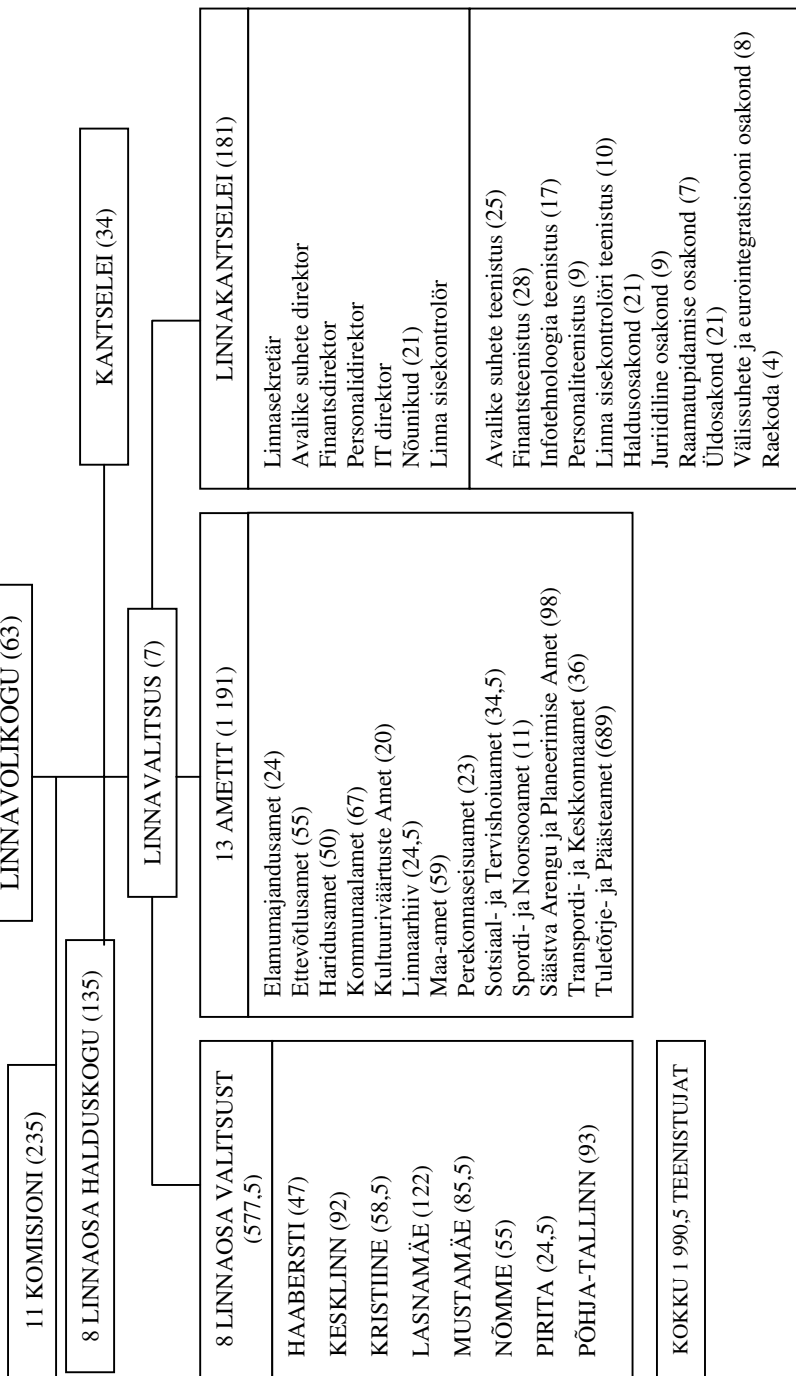 LINNAVOLIKOGU (63)
11 KOMISJONI (235)
8 LINNAOSA HALDUSKOGU (135)
KANTSELEI (34)
LINNAVALITSUS (7)
8 LINNAOSA VALITSUST
(577,5)
HAABERSTI (47)
KESKLINN (92)
KRISTIINE (58,5)
LASNAMÄE (122)
MUSTAMÄE (85,5)
NÕMME (55)
PIRITA (24,5)
PÕHJA-TALLINN (93)
13 AMETIT (1 191)
Elamumajandusamet (24)
Ettevõtlusamet (55)
Haridusamet (50)
Kommunaalamet (67)
Kultuuriväärtuste Amet (20)
Linnaarhiiv (24,5)
Maa-amet (59)
Perekonnaseisuamet (23)
Sotsiaal- ja Tervishoiuamet (34,5)
Spordi- ja Noorsooamet (11)
Säästva Arengu ja Planeerimise Amet (98)
Transpordi- ja Keskkonnaamet (36)
Tuletõrje- ja Päästeamet (689)
LINNAKANTSELEI (181)
Linnasekretär
Avalike suhete direktor
Finantsdirektor
Personalidirektor
IT direktor
Nõunikud (21)
Linna sisekontrolör
Avalike suhete teenistus (25)
Finantsteenistus (28)
Infotehnoloogia teenistus (17)
Personaliteenistus (9)
Linna sisekontrolöri teenistus (10)
Haldusosakond (21)
Juriidiline osakond (9)
Raamatupidamise osakond (7)
Üldosakond (21)
Välissuhete ja eurointegratsiooni osakond (8)
Raekoda (4)
KOKKU 1 990,5 TEENISTUJAT